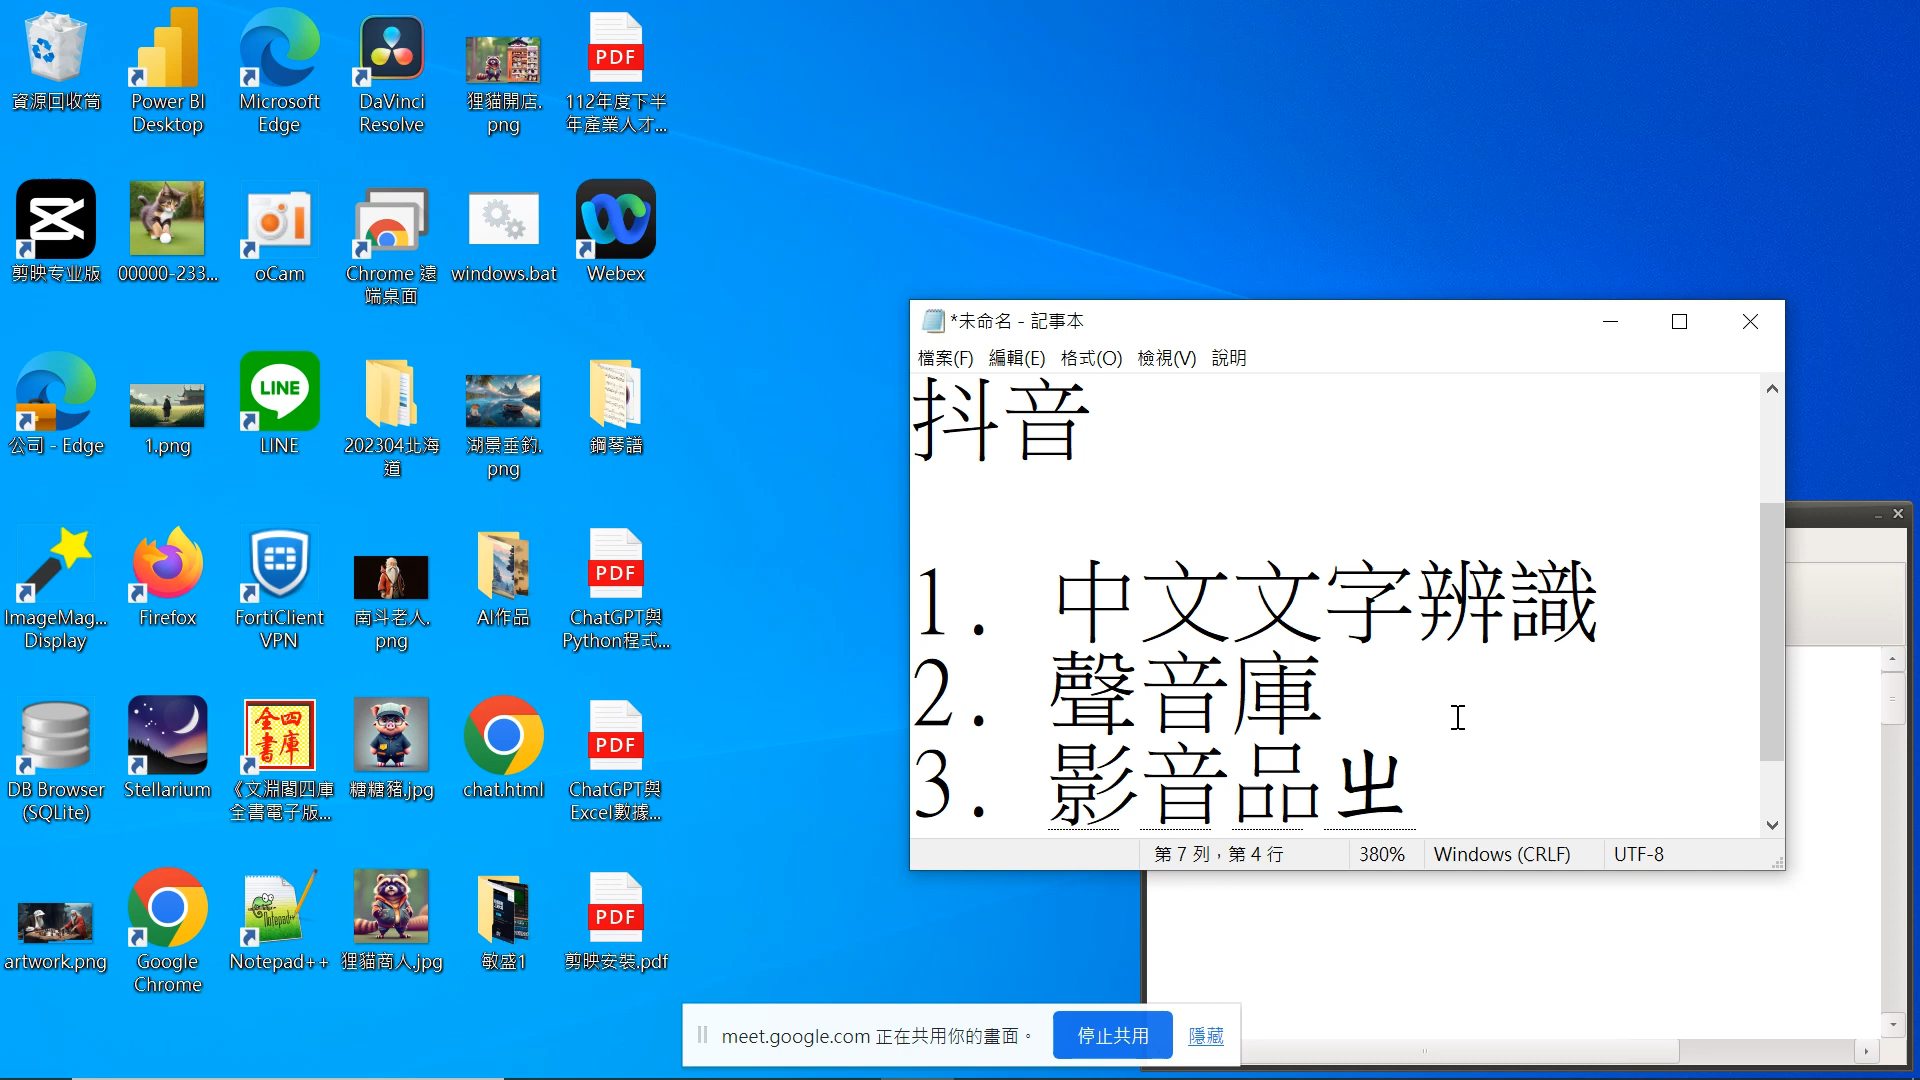 資源回收筒
Power BI Desktop
Microsoft Edge
DaVinci Resolve
狸貓開店.png
PDF
112年度下半年產業人才...
剪映专业版
00000-233...
oCam
Chrome 遠端桌面
windows.bat
Webex
公司 - Edge
1.png
LINE
LINE
202304北海道
湖景垂釣.png
鋼琴譜
ImageMag... Display
Firefox
FortiClient VPN
南斗老人.png
AI作品
PDF
ChatGPT與Python程式...
DB Browser (SQLite)
Stellarium
四庫全書
《文淵閣四庫全書電子版...
糖糖豬.jpg
chat.html
PDF
ChatGPT與Excel數據...
artwork.png
Google Chrome
Notepad++
Notepad++
狸貓商人.jpg
敏盛1
PDF
剪映安裝.pdf
*未命名 - 記事本
檔案(F) 編輯(E) 格式(O) 檢視(V) 說明
抖音
1. 中文文字辨識
2. 聲音庫
3. 影音品ㄓ
第 7 列，第 4 行 380% Windows (CRLF) UTF-8
meet.google.com 正在共用你的畫面。 停止共用 隱藏